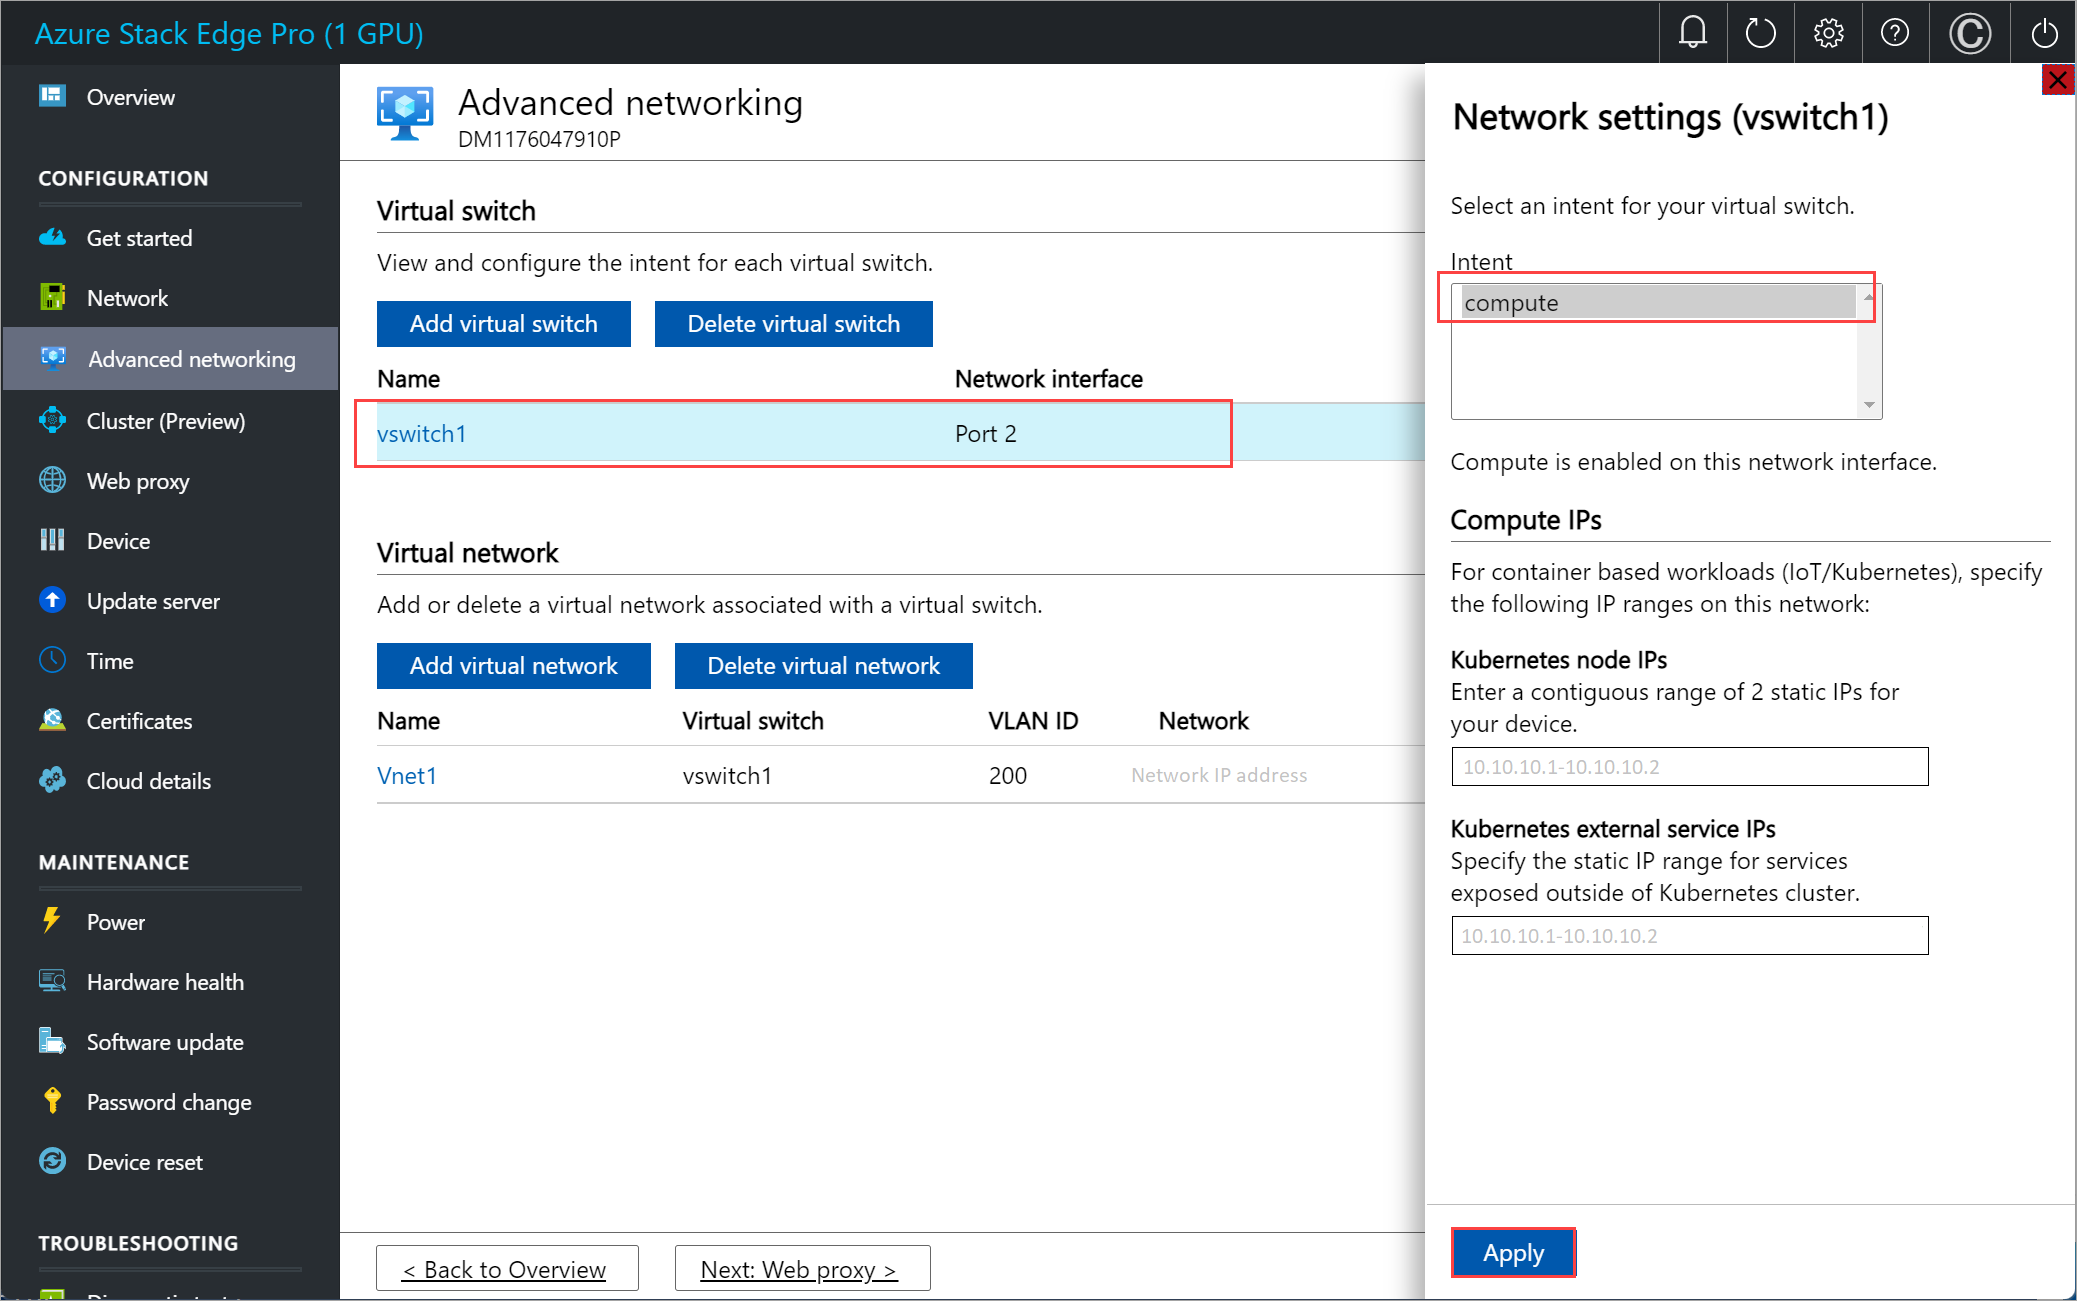 Azure Stack Edge Pro (1 GPU)
Overview
CONFIGURATION
Get started
Network
Advanced networking
Cluster (Preview)
Web proxy
Device
Update server
Time
Certificates
Cloud details
MAINTENANCE
Power
Hardware health
Software update
Password change
Device reset
TROUBLESHOOTING
Advanced networking
DM1176047910P
Virtual switch
View and configure the intent for each virtual switch.
Add virtual switch Delete virtual switch
Name Network interface
vswitch1 Port 2
Virtual network
Add or delete a virtual network associated with a virtual switch.
Add virtual network Delete virtual network
Name Virtual switch VLAN ID Network
Vnet1 vswitch1 200 Network IP address
< Back to Overview Next: Web proxy >
Network settings (vswitch1)
Select an intent for your virtual switch.
Intent
compute
Compute is enabled on this network interface.
Compute IPs
For container based workloads (IoT/Kubernetes), specify
the following IP ranges on this network:
Kubernetes node IPs
Enter a contiguous range of 2 static IPs for
your device.
10.10.10.1-10.10.10.2
Kubernetes external service IPs
Specify the static IP range for services
exposed outside of Kubernetes cluster.
10.10.10.1-10.10.10.2
Apply